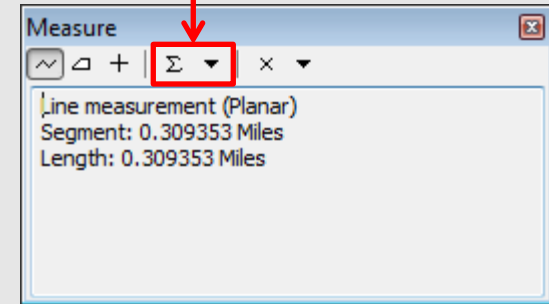 Measure
Σ
Line measurement (Planar)
Segment: 0.309353 Miles
Length: 0.309353 Miles